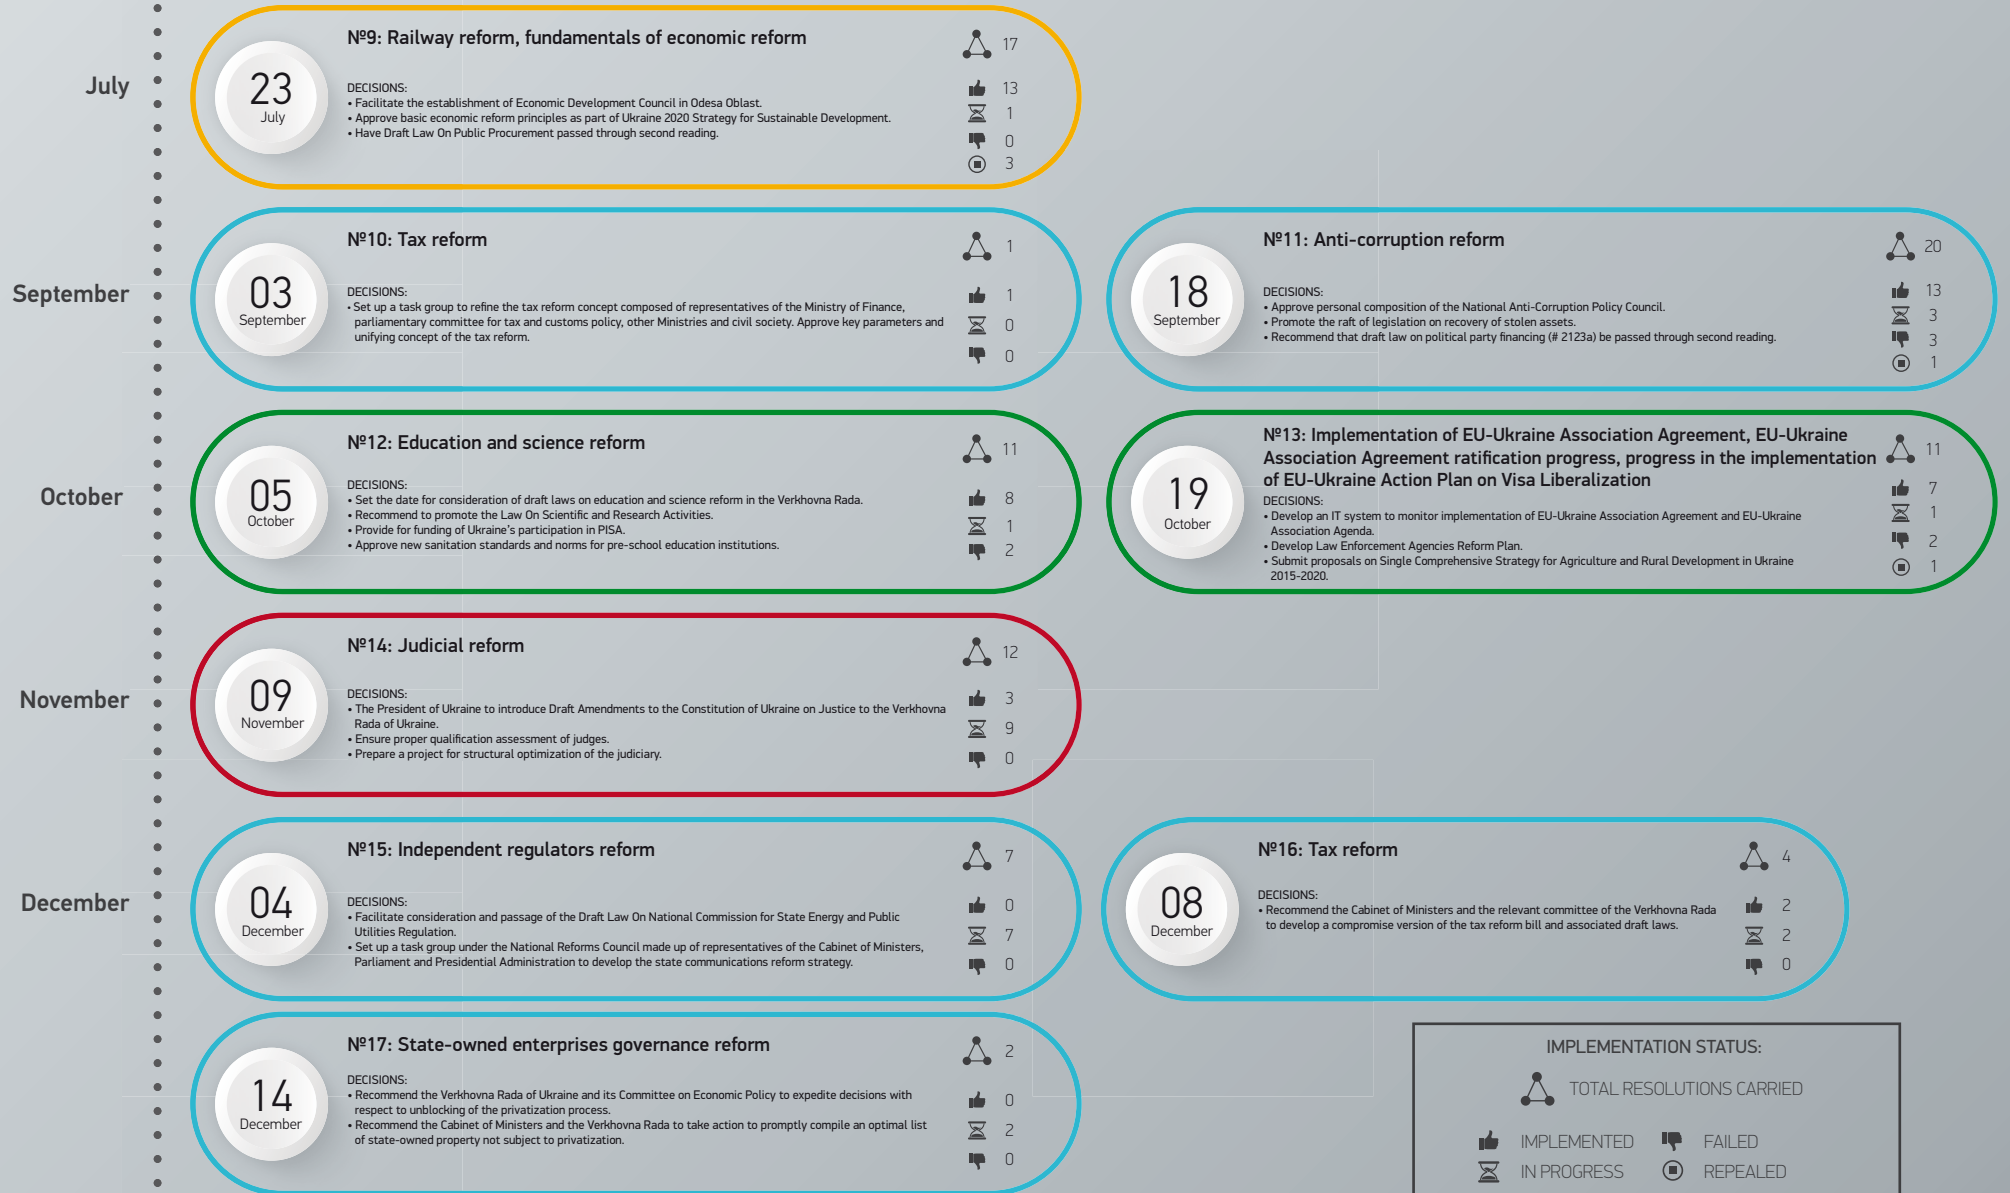 July
23
July
№9: Railway reform, fundamentals of economic reform
DECISIONS:
• Facilitate the establishment of Economic Development Council in Odesa Oblast.
• Approve basic economic reform principles as part of Ukraine 2020 Strategy for Sustainable Development.
• Have Draft Law On Public Procurement passed through second reading.
17
13
1
0
3
September
03
September
№10: Tax reform
DECISIONS:
• Set up a task group to refine the tax reform concept composed of representatives of the Ministry of Finance,
parliamentary committee for tax and customs policy, other Ministries and civil society. Approve key parameters and
unifying concept of the tax reform.
1
1
0
0
18
September
№11: Anti-corruption reform
DECISIONS:
• Approve personal composition of the National Anti-Corruption Policy Council.
• Promote the raft of legislation on recovery of stolen assets.
• Recommend that draft law on political party financing (# 2123a) be passed through second reading.
20
13
3
3
1
October
05
October
№12: Education and science reform
DECISIONS:
• Set the date for consideration of draft laws on education and science reform in the Verkhovna Rada.
• Recommend to promote the Law On Scientific and Research Activities.
• Provide for funding of Ukraine's participation in PISA.
• Approve new sanitation standards and norms for pre-school education institutions.
11
8
1
2
19
October
№13: Implementation of EU-Ukraine Association Agreement, EU-Ukraine
Association Agreement ratification progress, progress in the implementation
of EU-Ukraine Action Plan on Visa Liberalization
DECISIONS:
• Develop an IT system to monitor implementation of EU-Ukraine Association Agreement and EU-Ukraine
Association Agenda.
• Develop Law Enforcement Agencies Reform Plan.
• Submit proposals on Single Comprehensive Strategy for Agriculture and Rural Development in Ukraine
2015-2020.
11
7
1
2
1
November
09
November
№14: Judicial reform
DECISIONS:
• The President of Ukraine to introduce Draft Amendments to the Constitution of Ukraine on Justice to the Verkhovna
Rada of Ukraine.
• Ensure proper qualification assessment of judges.
• Prepare a project for structural optimization of the judiciary.
12
3
9
0
December
04
December
№15: Independent regulators reform
DECISIONS:
• Facilitate consideration and passage of the Draft Law On National Commission for State Energy and Public
Utilities Regulation.
• Set up a task group under the National Reforms Council made up of representatives of the Cabinet of Ministers,
Parliament and Presidential Administration to develop the state communications reform strategy.
7
0
7
0
08
December
№16: Tax reform
DECISIONS:
• Recommend the Cabinet of Ministers and the relevant committee of the Verkhovna Rada
to develop a compromise version of the tax reform bill and associated draft laws.
4
2
2
0
14
December
№17: State-owned enterprises governance reform
DECISIONS:
• Recommend the Verkhovna Rada of Ukraine and its Committee on Economic Policy to expedite decisions with
respect to unblocking of the privatization process.
• Recommend the Cabinet of Ministers and the Verkhovna Rada to take action to promptly compile an optimal list
of state-owned property not subject to privatization.
2
0
2
0
IMPLEMENTATION STATUS:
TOTAL RESOLUTIONS CARRIED
IMPLEMENTED FAILED
IN PROGRESS REPEALED